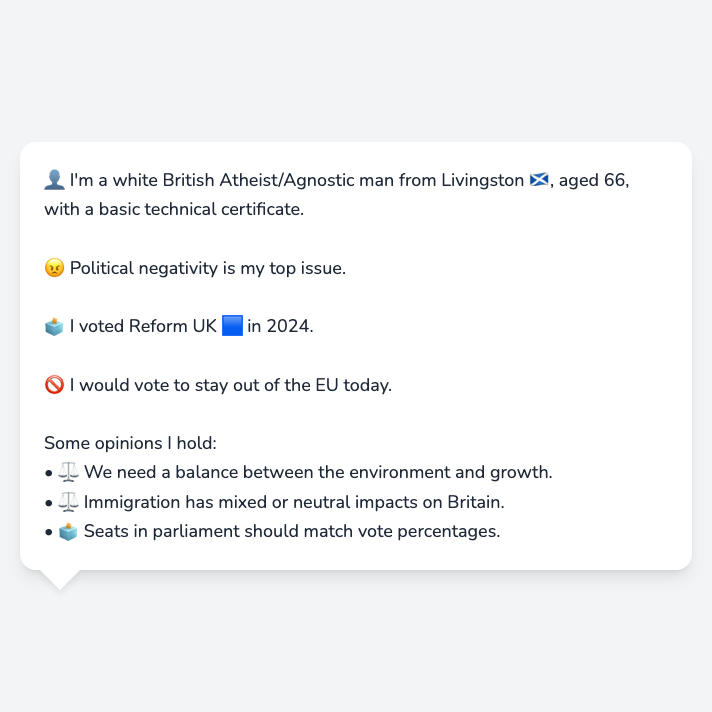 👤 I'm a white British Atheist/Agnostic man from Livingston 🏴󠁧󠁢󠁳󠁣󠁴󠁿, aged 66,
with a basic technical certificate.
😠 Political negativity is my top issue.
🗳️ I voted Reform UK 🟦 in 2024.
🚫 I would vote to stay out of the EU today.
Some opinions I hold:
• ⚖️ We need a balance between the environment and growth.
• ⚖️ Immigration has mixed or neutral impacts on Britain.
• 🗳️ Seats in parliament should match vote percentages.